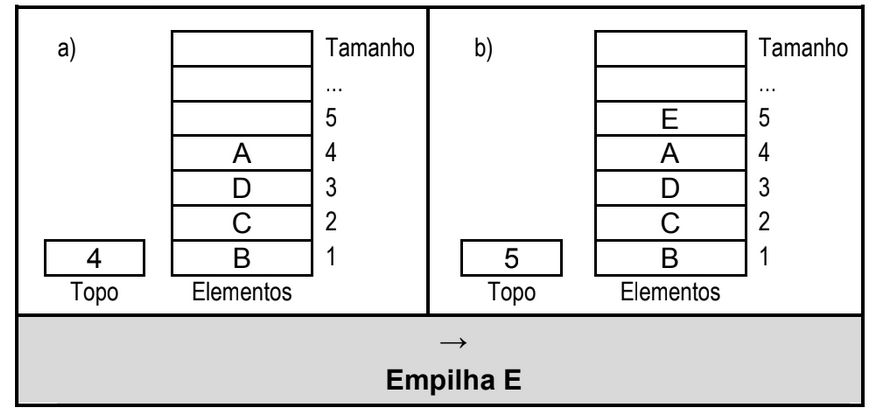 a)
Tamanho
...
5
A 4
D 3
C 2
4 B 1
Topo Elementos
b)
Tamanho
...
E 5
A 4
D 3
C 2
5 B 1
Topo Elementos
→
Empilha E